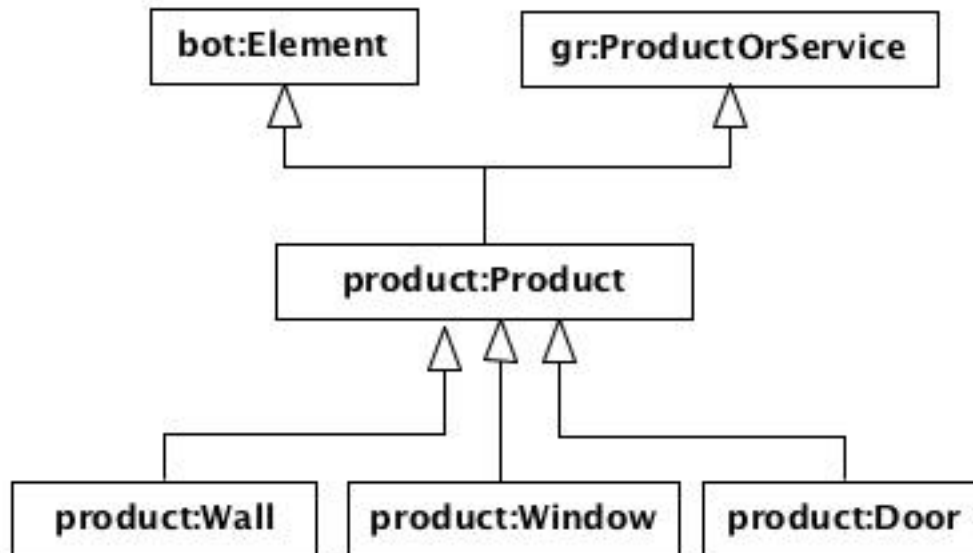 bot:Element
gr:ProductOrService
product:Product
product:Wall
product:Window
product:Door